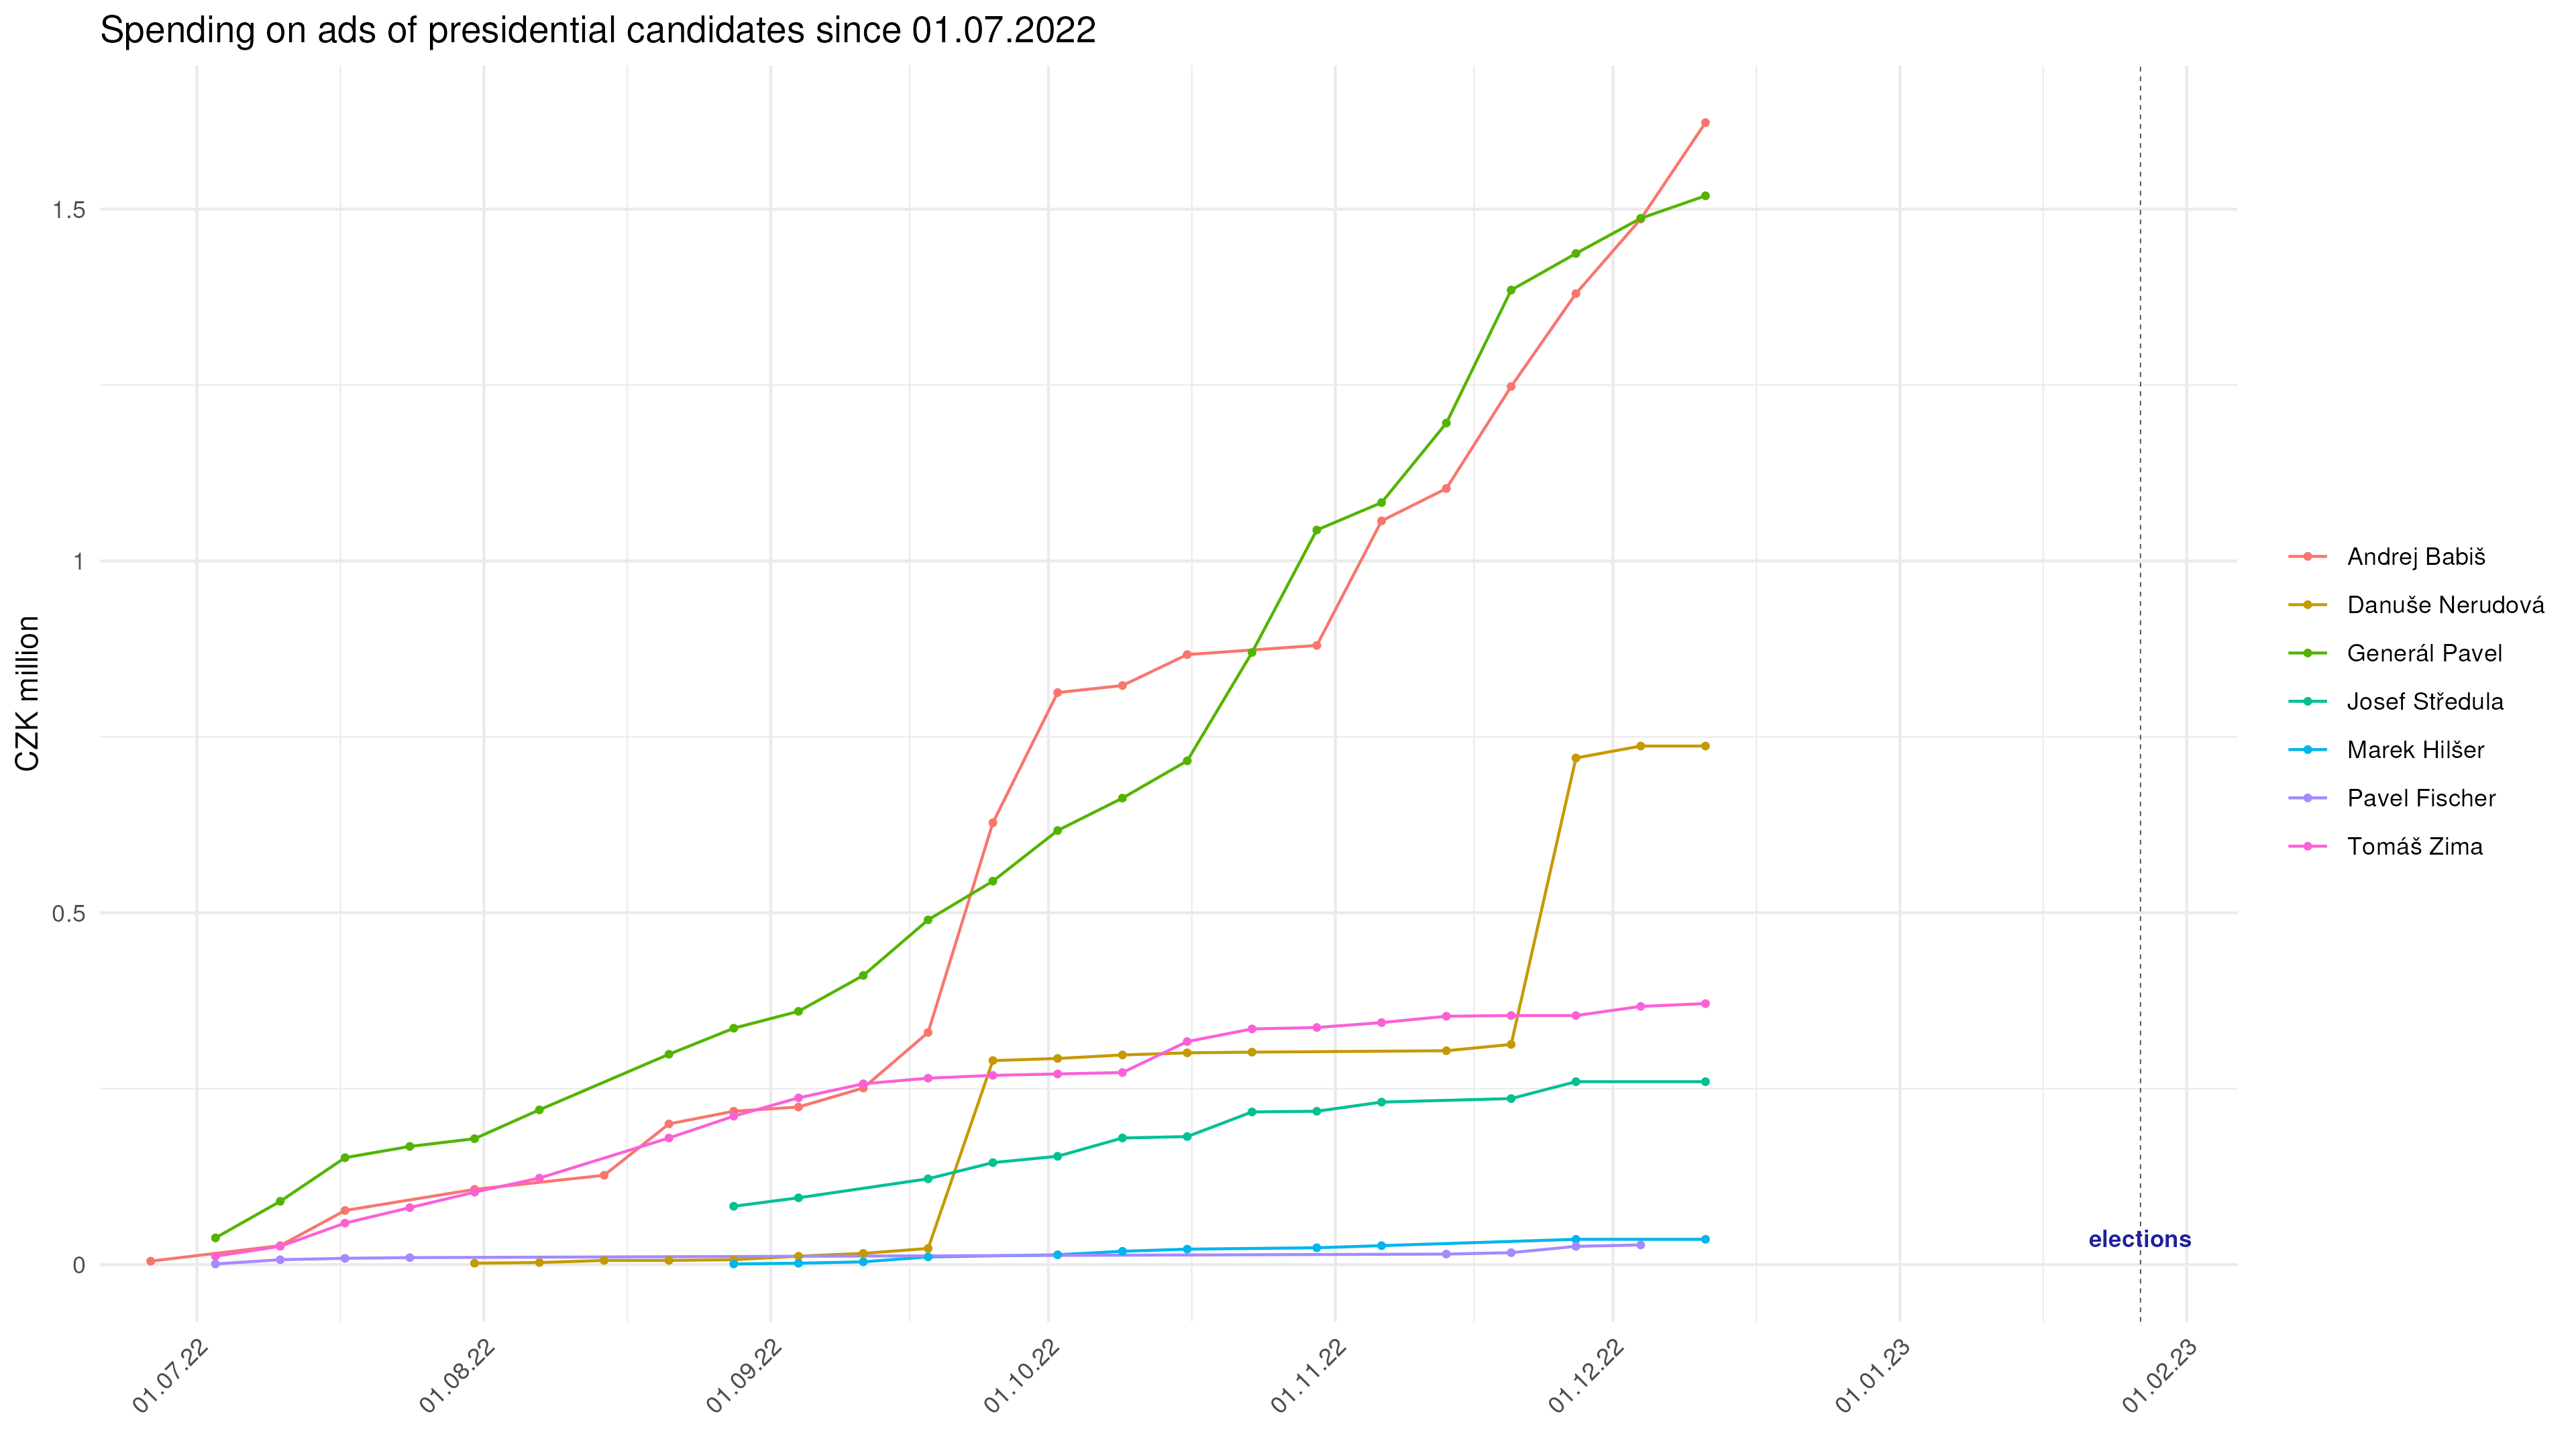 Spending on ads of presidential candidates since 01.07.2022
CZK million
1.5
1
0.5
0
01.07.22
01.08.22
01.09.22
01.10.22
01.11.22
01.12.22
01.01.23
01.02.23
elections
Andrej Babiš
Danuše Nerudová
Generál Pavel
Josef Středula
Marek Hilšer
Pavel Fischer
Tomáš Zima